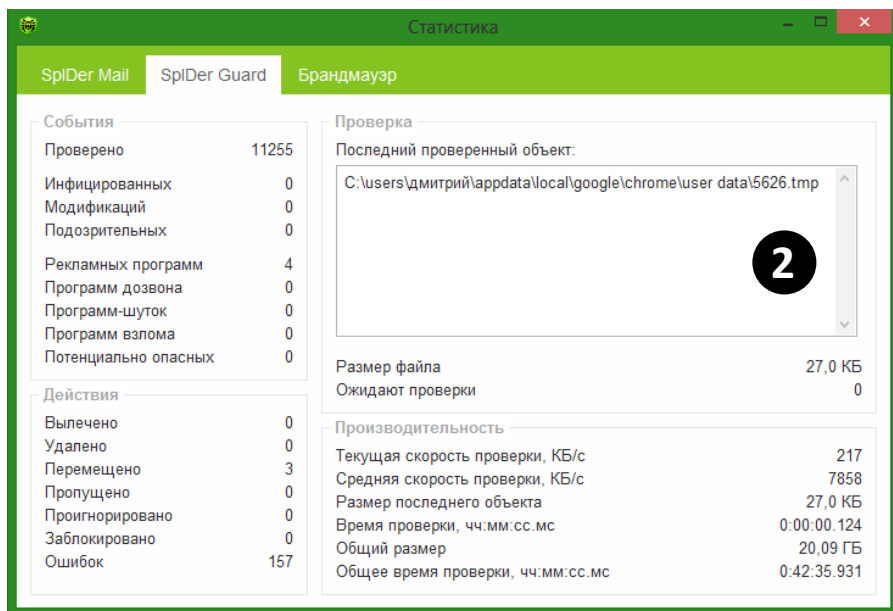 Статистика
SpIDer Mail SpIDer Guard Брандмауэр
События
Проверено 11255
Инфицированных 0
Модификаций 0
Подозрительных 0
Рекламных программ 4
Программ дозвона 0
Программ-шуток 0
Программ взлома 0
Потенциально опасных 0
Действия
Вылечено 0
Удалено 0
Перемещено 3
Пропущено 0
Проигнорировано 0
Заблокировано 0
Ошибок 157
Проверка
Последний проверенный объект:
C:\users\дмитрий\appdata\local\google\chrome\user data\5626.tmp
2
Размер файла 27,0 КБ
Ожидают проверки 0
Производительность
Текущая скорость проверки, КБ/с 217
Средняя скорость проверки, КБ/с 7858
Размер последнего объекта 27,0 КБ
Время проверки, чч:мм:сс.мс 0:00:00.124
Общий размер 20,09 ГБ
Общее время проверки, чч:мм:сс.мс 0:42:35.931